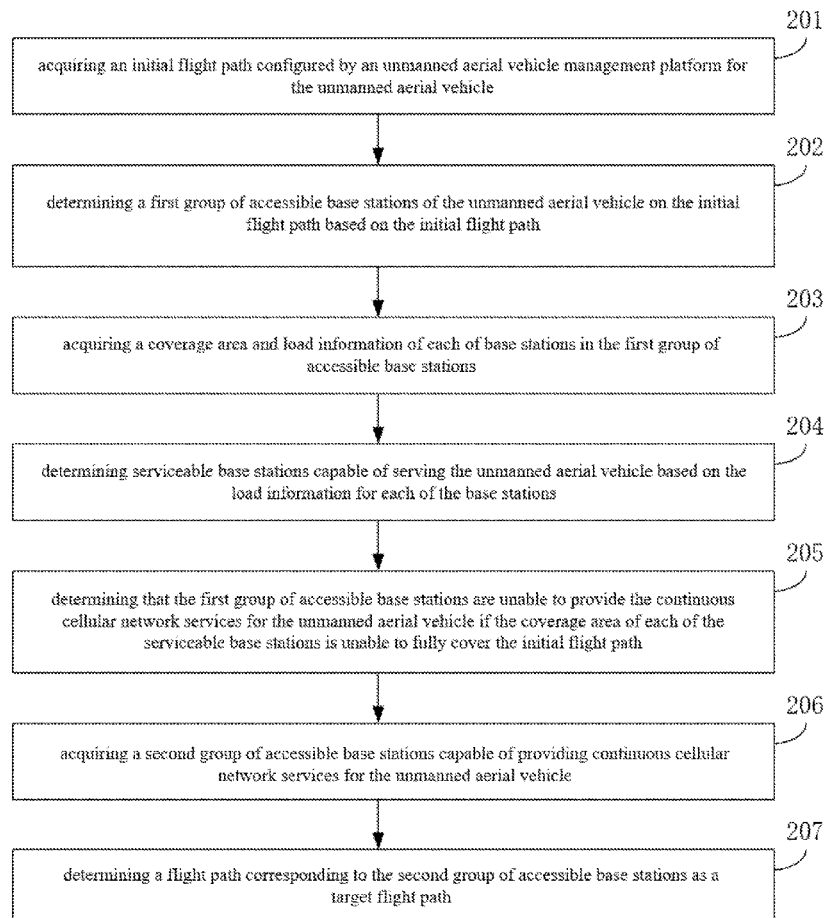 201
acquiring an initial flight path configured by an unmanned aerial vehicle management platform for
the unmanned aerial vehicle
202
determining a first group of accessible base stations of the unmanned aerial vehicle on the initial
flight path based on the initial flight path
203
acquiring a coverage area and load information of each of base stations in the first group of
accessible base stations
204
determining serviceable base stations capable of serving the unmanned aerial vehicle based on the
load information for each of the base stations
205
determining that the first group of accessible base stations are unable to provide the continuous
cellular network services for the unmanned aerial vehicle if the coverage area of each of the
serviceable base stations is unable to fully cover the initial flight path
206
acquiring a second group of accessible base stations capable of providing continuous cellular
network services for the unmanned aerial vehicle
207
determining a flight path corresponding to the second group of accessible base stations as a
target flight path